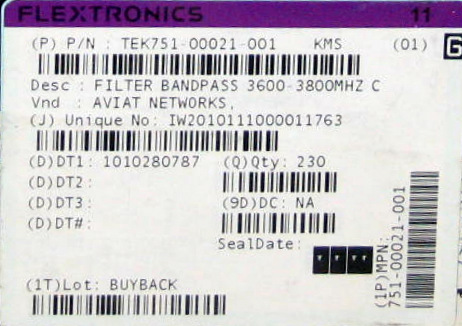 FLEXTRONICS 11
(P) P/N : TEK751-00021-001 KMS (01) G
Desc : FILTER BANDPASS 3600-3800MHZ C
Vnd : AVIAT NETWORKS,
(J) Unique No: IW2010111000011763
(D)DT1: 1010280787 (Q)Qty: 230
(D)DT2:
(D)DT3: (9D)DC: NA
(D)DT#:
SealDate:
(1P)MPN:
751-00021-001
(1T)Lot: BUYBACK